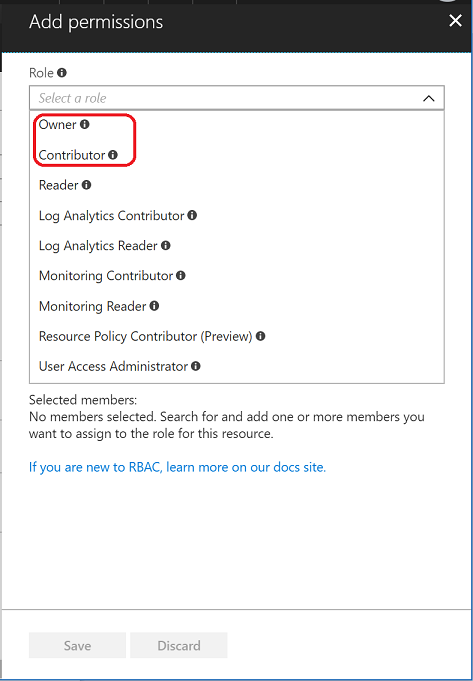 Add permissions
Role
Select a role
Owner
Contributor
Reader
Log Analytics Contributor
Log Analytics Reader
Monitoring Contributor
Monitoring Reader
Resource Policy Contributor (Preview)
User Access Administrator
Selected members:
No members selected. Search for and add one or more members you
want to assign to the role for this resource.
If you are new to RBAC, learn more on our docs site.
Save Discard